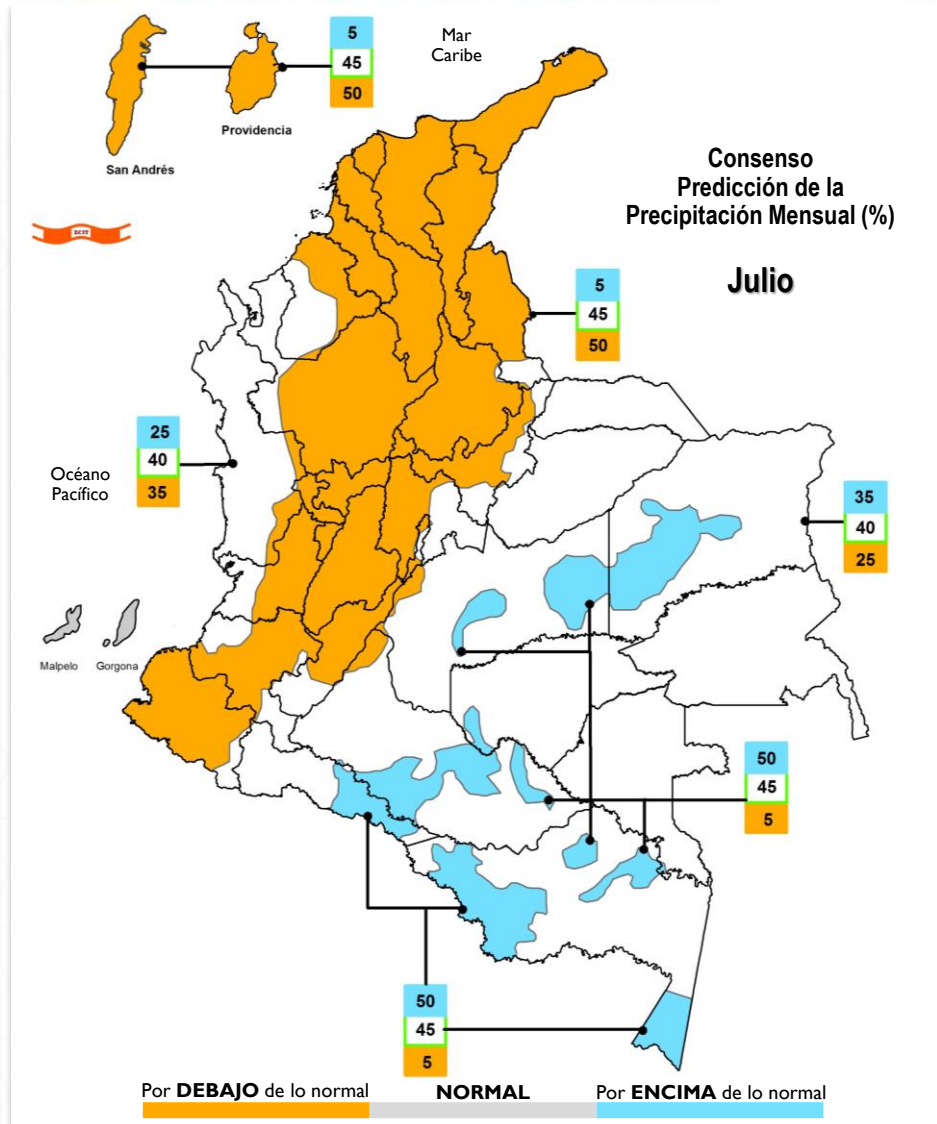 5
45
50
Mar
Caribe
Providencia
San Andrés
Consenso
Predicción de la
Precipitación Mensual (%)
Julio
ZCIT
5
45
50
25
40
35
Océano
Pacífico
35
40
25
Malpelo
Gorgona
50
45
5
50
45
5
Por DEBAJO de lo normal
NORMAL
Por ENCIMA de lo normal